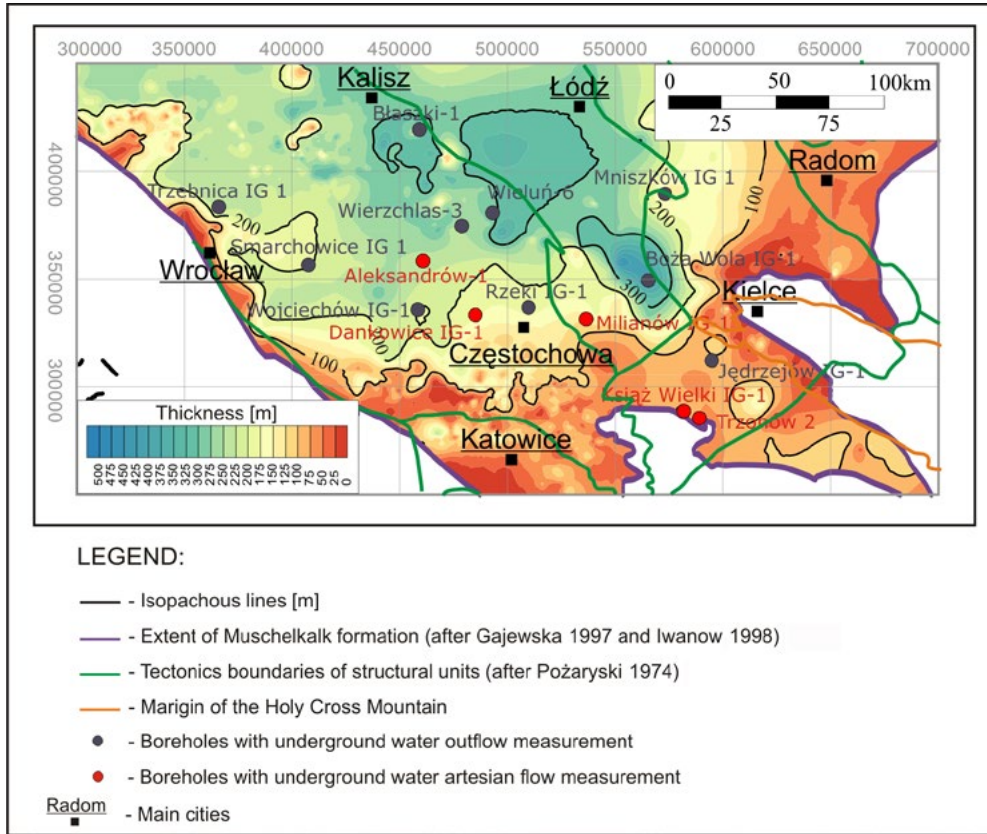 300000 350000 400000 450000 500000 550000 600000 650000 700000
0 50 100km
25 75
Kalisz
Łódź
Błaszki-1
Radom
400000
Trzebnica IG 1
Mniszków IG 1
100
Wieluń-6
200
Wierzchlas-3
200
Smarchowice IG 1
Boża Wola IG-1
Wrocław
Aleksandrów-1
300
Kielce
350000
Rzeki IG-1
Wojciechów IG-1
Dankowice IG-1
Milianów IG 1
100
Częstochowa
100
Jędrzejów IG-1
300000
Książ Wielki IG-1
Trzonów 2
Thickness [m]
Katowice
500 475 450 425 400 375 350 325 300 275 250 225 200 175 150 125 100 75 50 25 0
LEGEND:
- Isopachous lines [m]
- Extent of Muschelkalk formation (after Gajewska 1997 and Iwanow 1998)
- Tectonics boundaries of structural units (after Pożaryski 1974)
- Marigin of the Holy Cross Mountain
- Boreholes with underground water outflow measurement
- Boreholes with underground water artesian flow measurement
Radom - Main cities